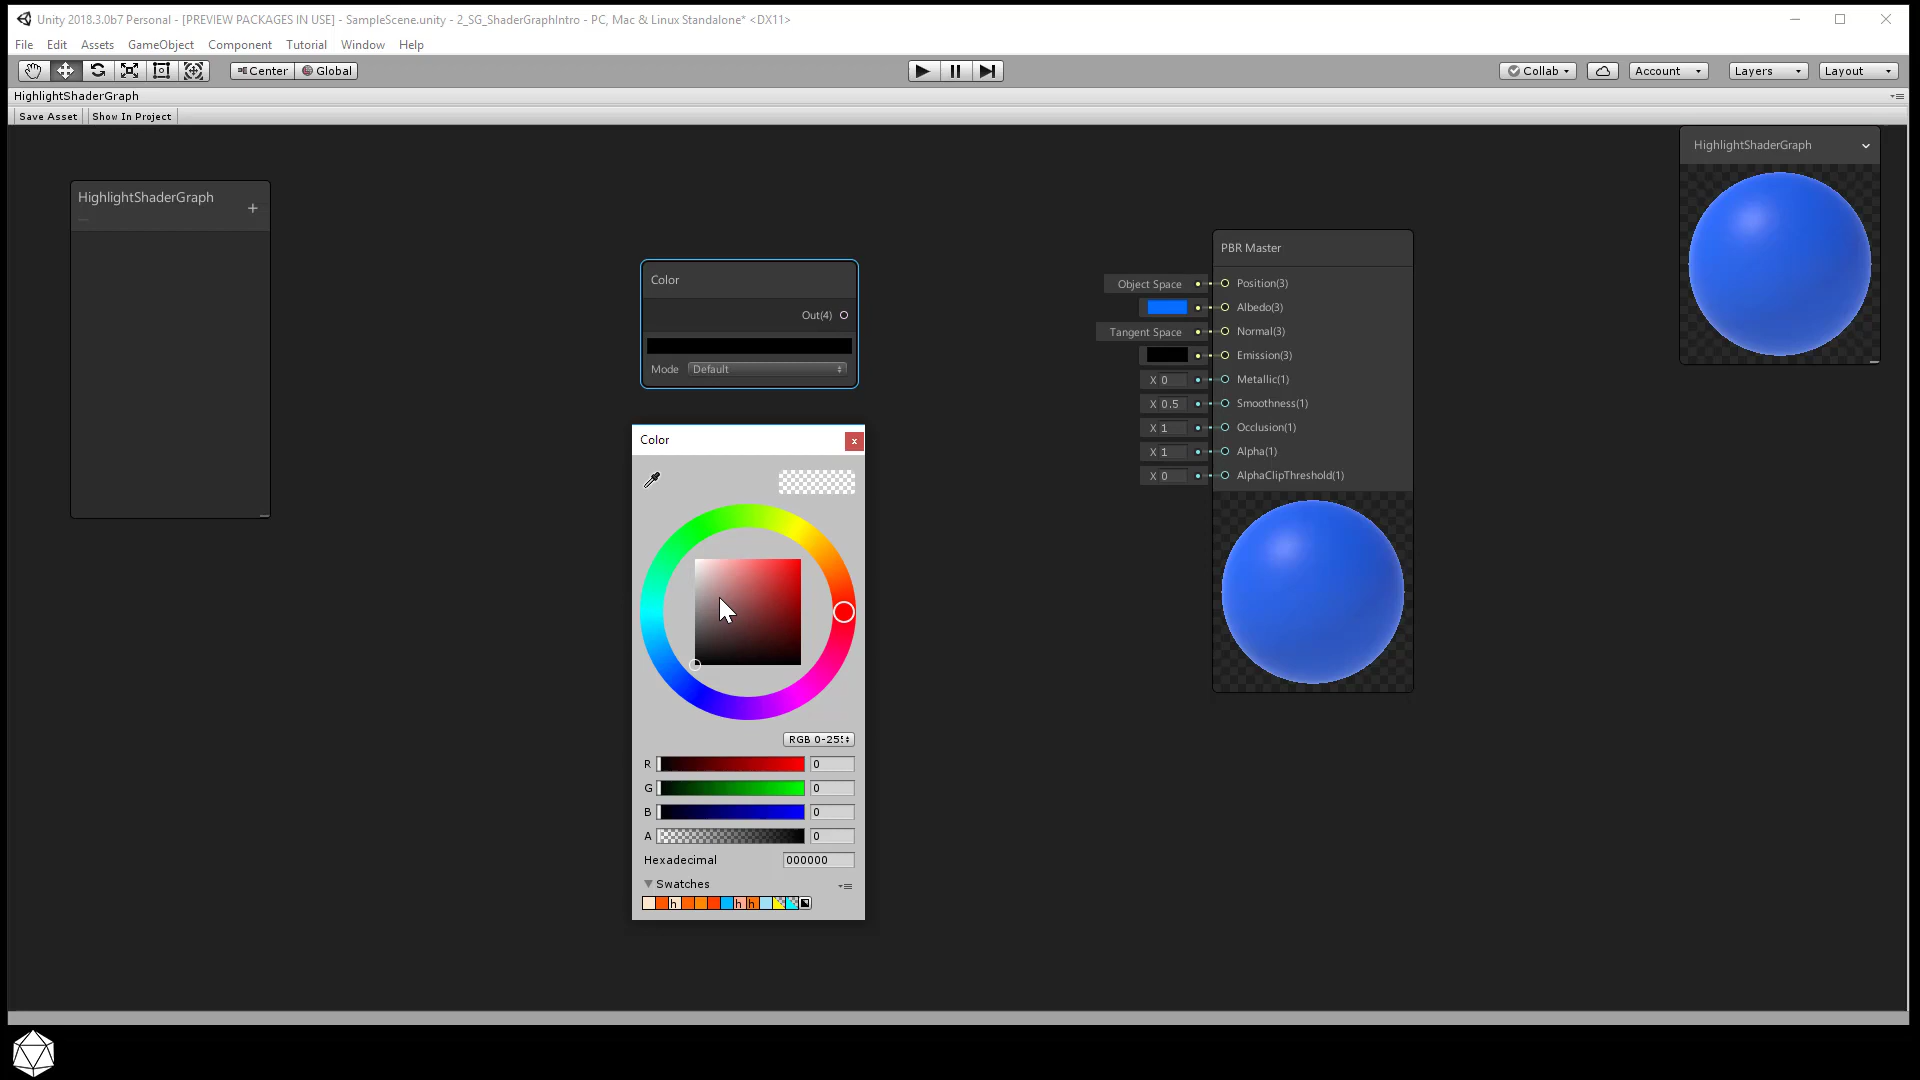 Unity 2018.3.0b7 Personal - [PREVIEW PACKAGES IN USE] - SampleScene.unity - 2_SG_ShaderGraphIntro - PC, Mac & Linux Standalone* <DX11>
File Edit Assets GameObject Component Tutorial Window Help
Center Global Collab Account Layers Layout
HighlightShaderGraph
Save Asset Show In Project
HighlightShaderGraph
HighlightShaderGraph
Color
Out(4)
Mode Default
PBR Master
Object Space Position(3)
Albedo(3)
Tangent Space Normal(3)
Emission(3)
X 0 Metallic(1)
X 0.5 Smoothness(1)
X 1 Occlusion(1)
X 1 Alpha(1)
X 0 AlphaClipThreshold(1)
Color x
RGB 0-25
R 0
G 0
B 0
A 0
Hexadecimal 000000
Swatches
h h h